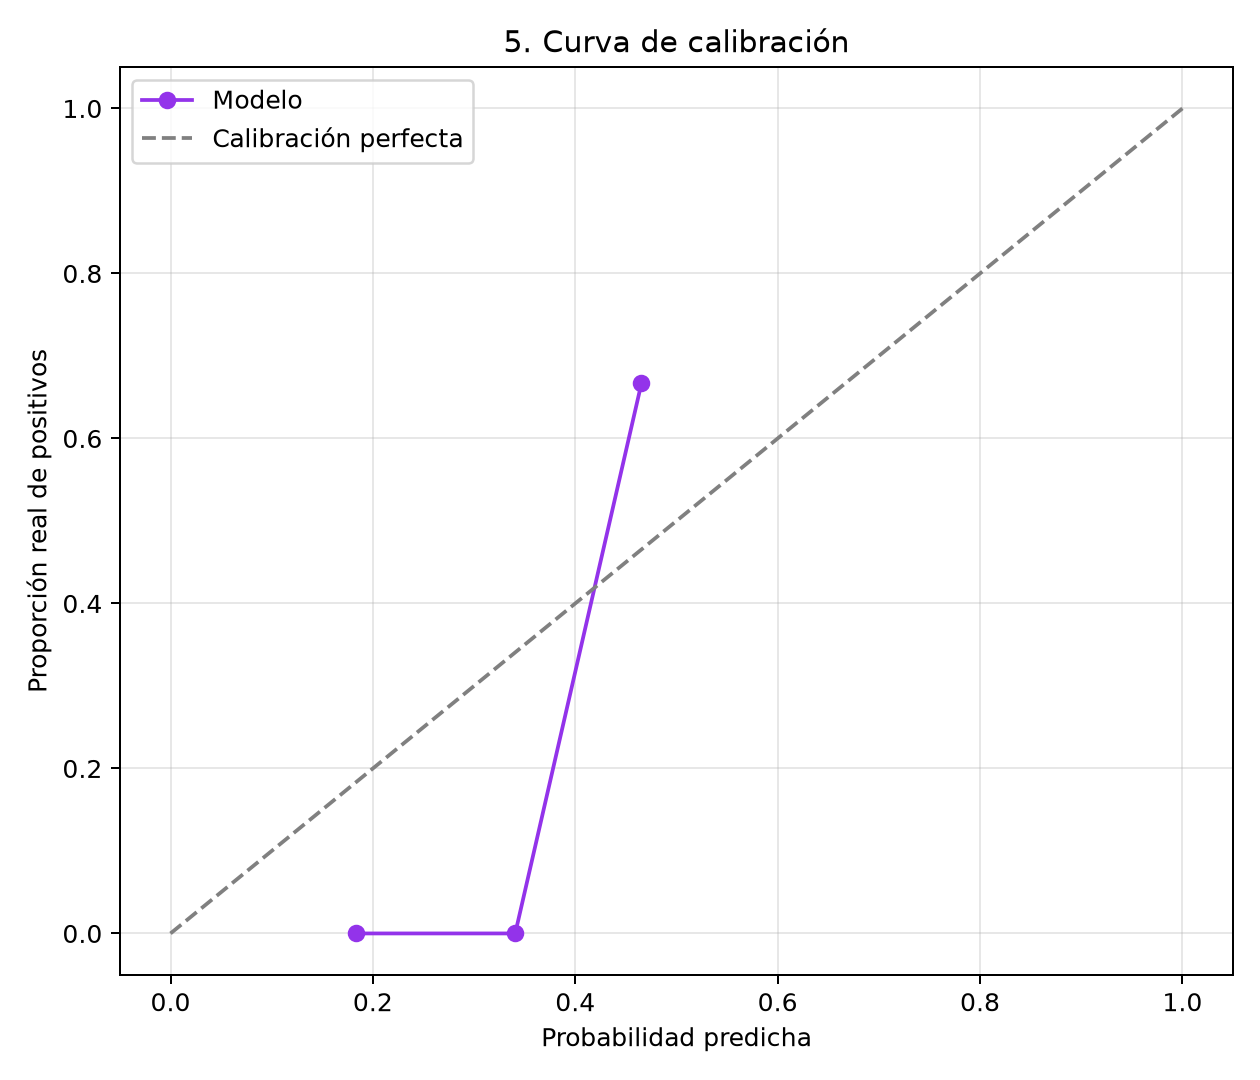 5. Curva de calibración
Modelo
Calibración perfecta
1.0
0.8
0.6
0.4
0.2
0.0
Proporción real de positivos
0.0 0.2 0.4 0.6 0.8 1.0
Probabilidad predicha